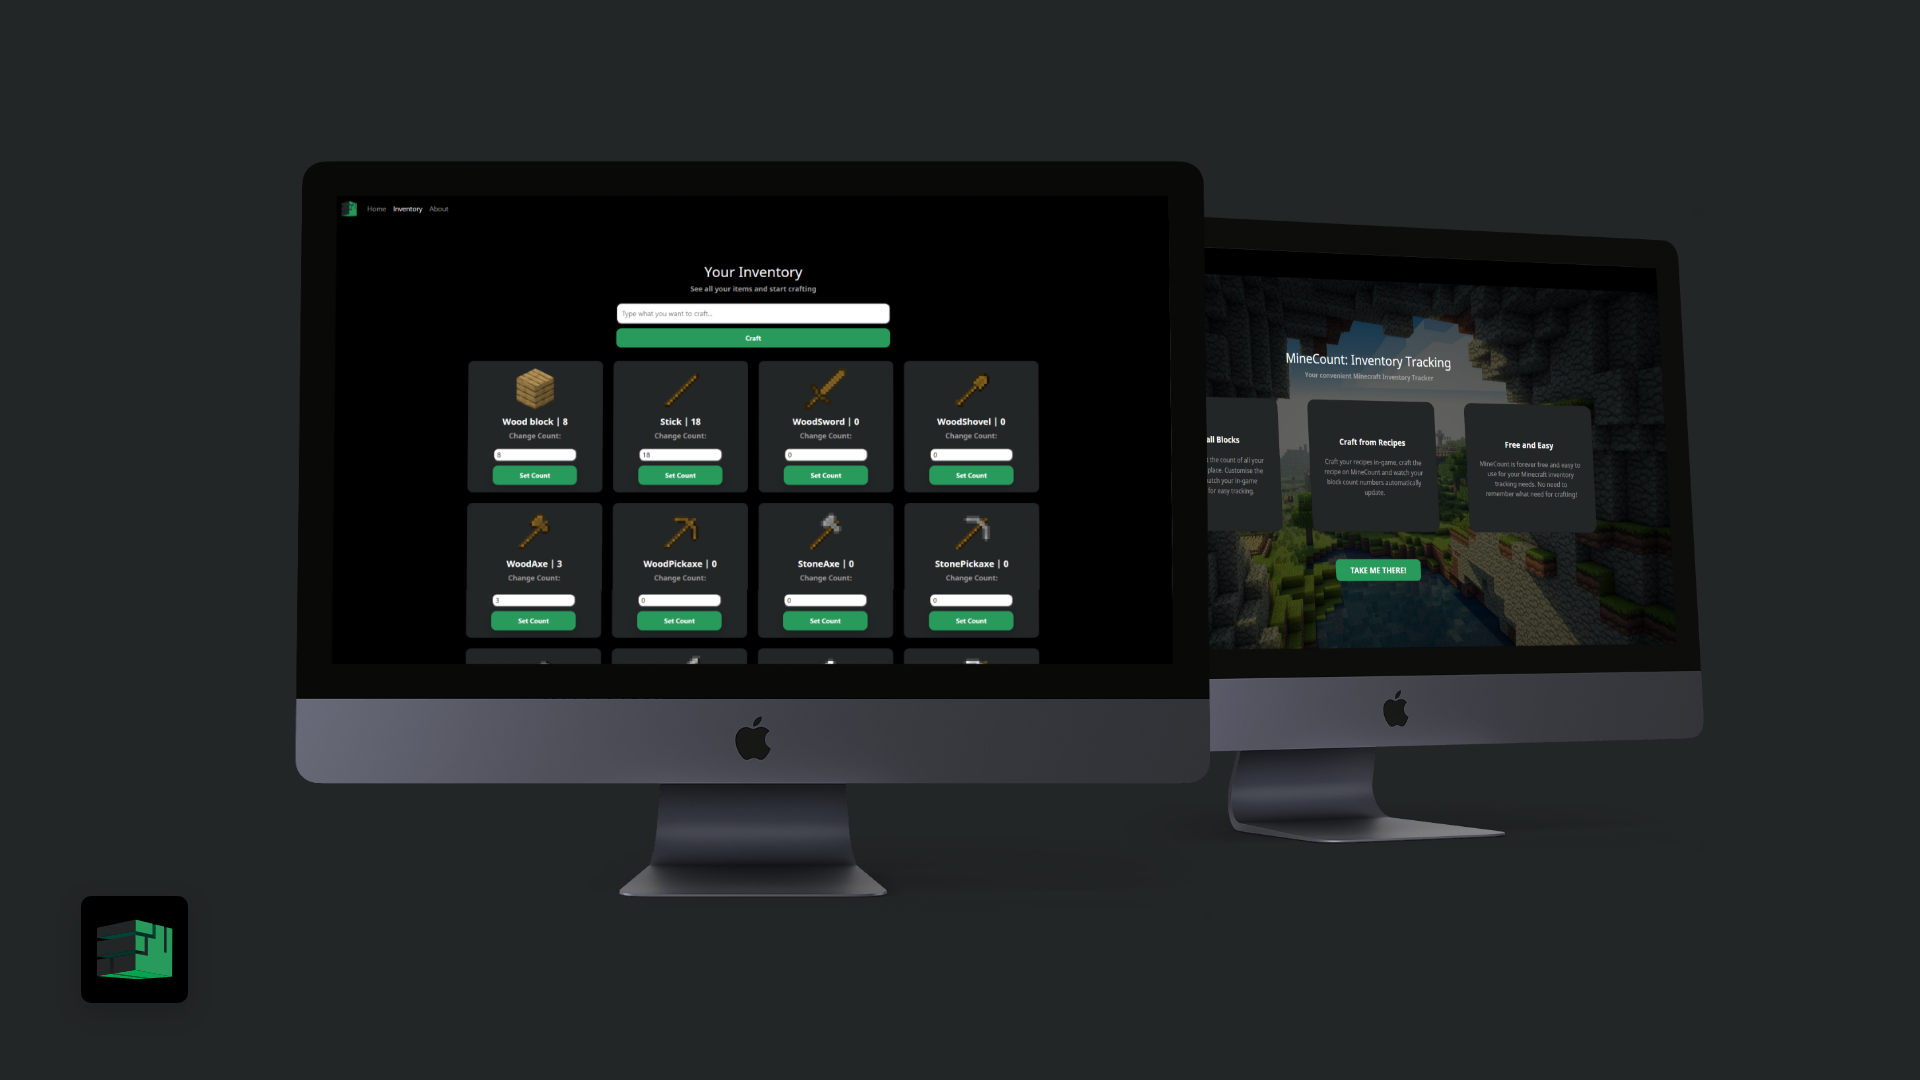 Home Inventory About
Your Inventory
See all your items and start crafting
Type what you want to craft...
Craft
Wood block | 8
Change Count:
8
Set Count
Stick | 18
Change Count:
18
Set Count
WoodSword | 0
Change Count:
0
Set Count
WoodShovel | 0
Change Count:
0
Set Count
WoodAxe | 3
Change Count:
3
Set Count
WoodPickaxe | 0
Change Count:
0
Set Count
StoneAxe | 0
Change Count:
0
Set Count
StonePickaxe | 0
Change Count:
0
Set Count
MineCount: Inventory Tracking
Your convenient Minecraft Inventory Tracker
all Blocks
the count of all your
place. Customise the
in-game
for easy tracking.
Craft from Recipes
Craft your recipes in-game, craft the
recipe on MineCount and watch your
block count numbers automatically
update.
Free and Easy
MineCount is forever free and easy to
use for your Minecraft inventory
tracking needs. No need to
remember what need for crafting!
TAKE ME THERE!